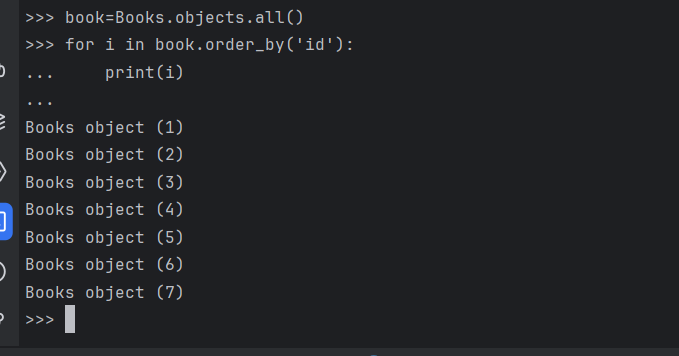 >>> book=Books.objects.all()
>>> for i in book.order_by('id'):
...     print(i)
...
Books object (1)
Books object (2)
Books object (3)
Books object (4)
Books object (5)
Books object (6)
Books object (7)
>>>